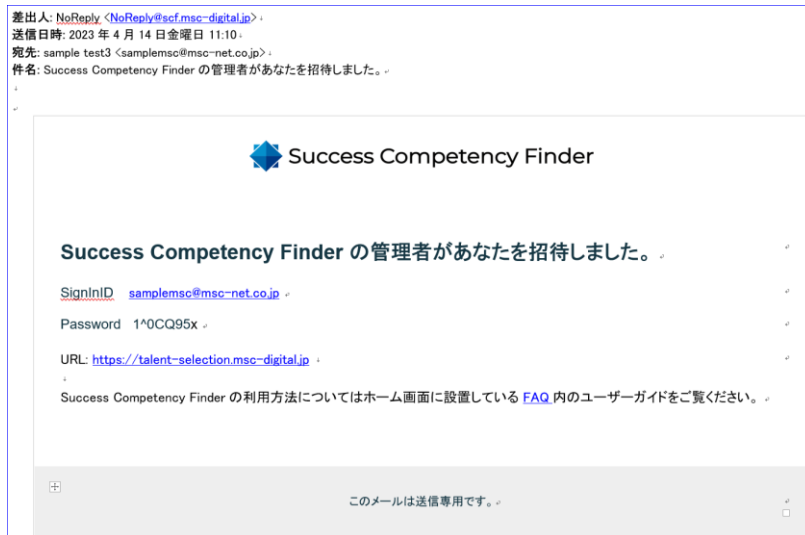 差出人: NoReply <NoReply@scf.msc-digital.jp>
送信日時: 2023 年 4 月 14 日金曜日 11:10
宛先: sample test3 <samplemsc@msc-net.co.jp>
件名: Success Competency Finder の管理者があなたを招待しました。
Success Competency Finder
Success Competency Finder の管理者があなたを招待しました。
SignInID samplemsc@msc-net.co.jp
Password 1^0CQ95x
URL: https://talent-selection.msc-digital.jp
Success Competency Finder の利用方法についてはホーム画面に設置している FAQ 内のユーザーガイドをご覧ください。
このメールは送信専用です。